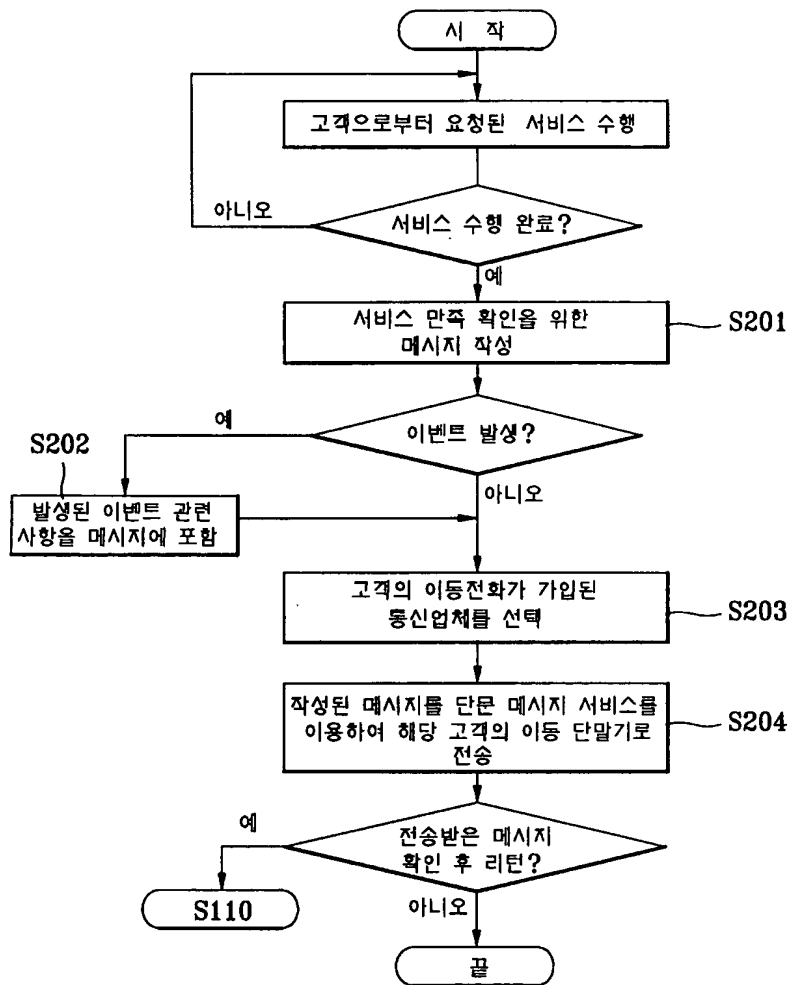 시 작
고객으로부터 요청된 서비스 수행
아니오
서비스 수행 완료?
예
서비스 만족 확인을 위한
메시지 작성
S201
예
이벤트 발생?
S202
아니오
발생된 이벤트 관련
사항을 메시지에 포함
고객의 이동전화가 가입된
통신업체를 선택
S203
작성된 메시지를 단문 메시지 서비스를
이용하여 해당 고객의 이동 단말기로
전송
S204
예
전송받은 메시지
확인 후 리턴?
S110
아니오
끝